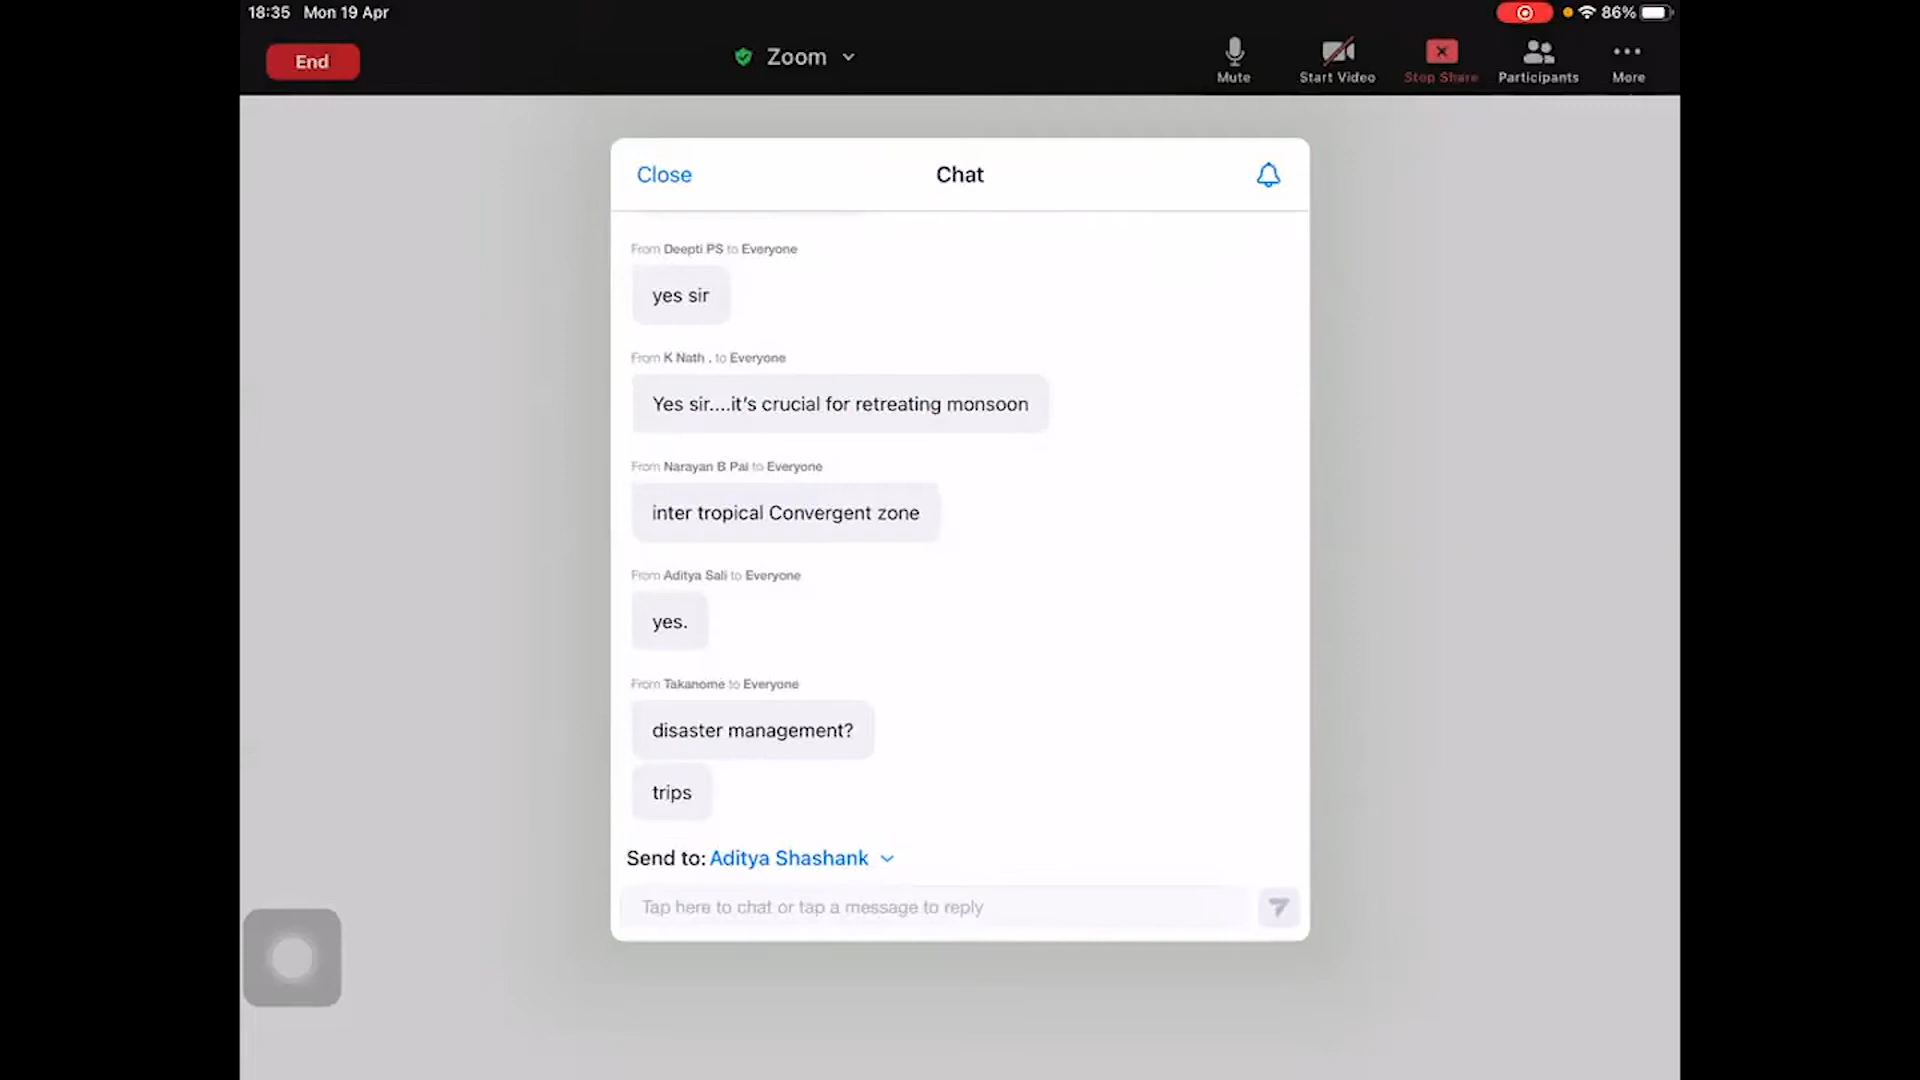 18:35 Mon 19 Apr
86%
End
Zoom
Mute
Start Video
Stop Share
Participants
More
Close
Chat
From Deepti PS to Everyone
yes sir
From K Nath . to Everyone
Yes sir....it's crucial for retreating monsoon
From Narayan B Pai to Everyone
inter tropical Convergent zone
From Aditya Sali to Everyone
yes.
From Takanome to Everyone
disaster management?
trips
Send to: Aditya Shashank
Tap here to chat or tap a message to reply